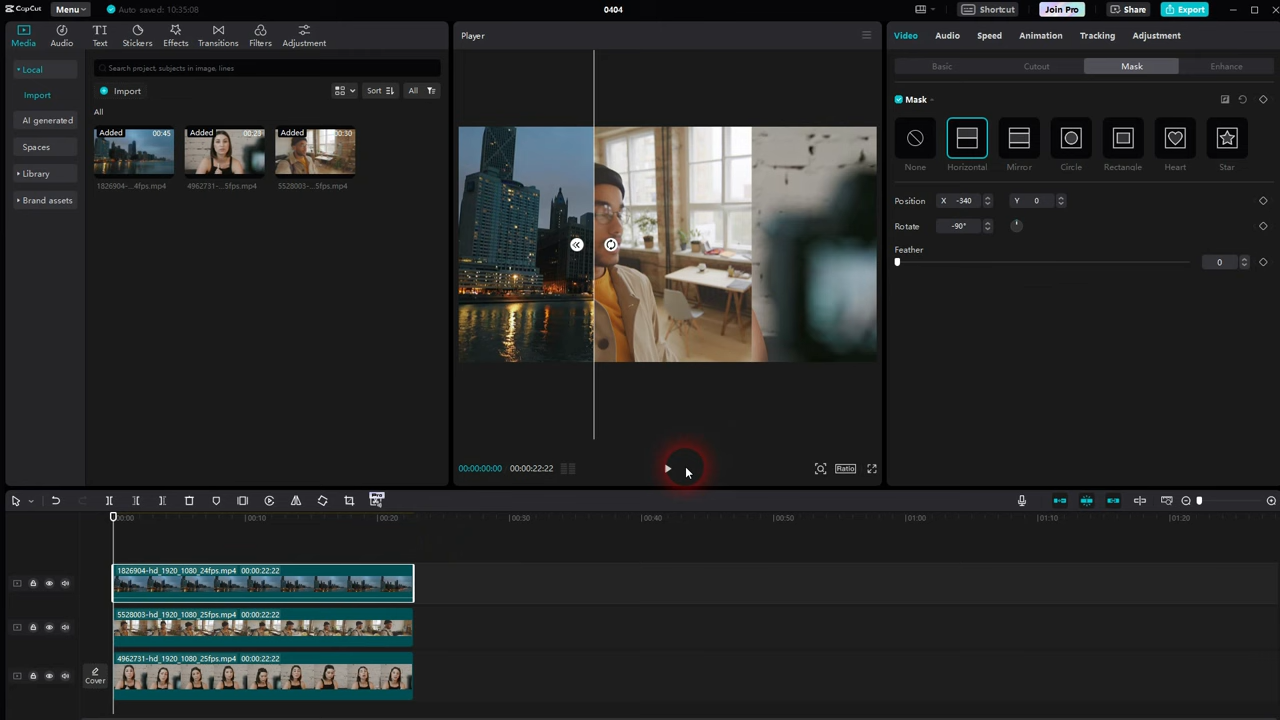 CapCut
Menu
Auto saved: 10:35:08
0404
Shortcut
Join Pro
Share
Export
Media
Audio
Text
Stickers
Effects
Transitions
Filters
Adjustment
Local
Import
AI generated
Spaces
Library
Brand assets
Search project, subjects in image, lines
Import
Sort
All
All
Added
00:45
Added
00:23
Added
00:30
1826904-...4fps.mp4
4962731-...5fps.mp4
5528003-...5fps.mp4
Player
00:00:00:00
00:00:22:22
Ratio
Video
Audio
Speed
Animation
Tracking
Adjustment
Basic
Cutout
Mask
Enhance
Mask
None
Horizontal
Mirror
Circle
Rectangle
Heart
Star
Position
X -340
Y 0
Rotate
-90°
Feather
0
Pro
00:00
00:10
00:20
00:30
00:40
00:50
01:00
01:10
01:20
1826904-hd_1920_1080_24fps.mp4 00:00:22:22
5528003-hd_1920_1080_25fps.mp4 00:00:22:22
4962731-hd_1920_1080_25fps.mp4 00:00:22:22
Cover